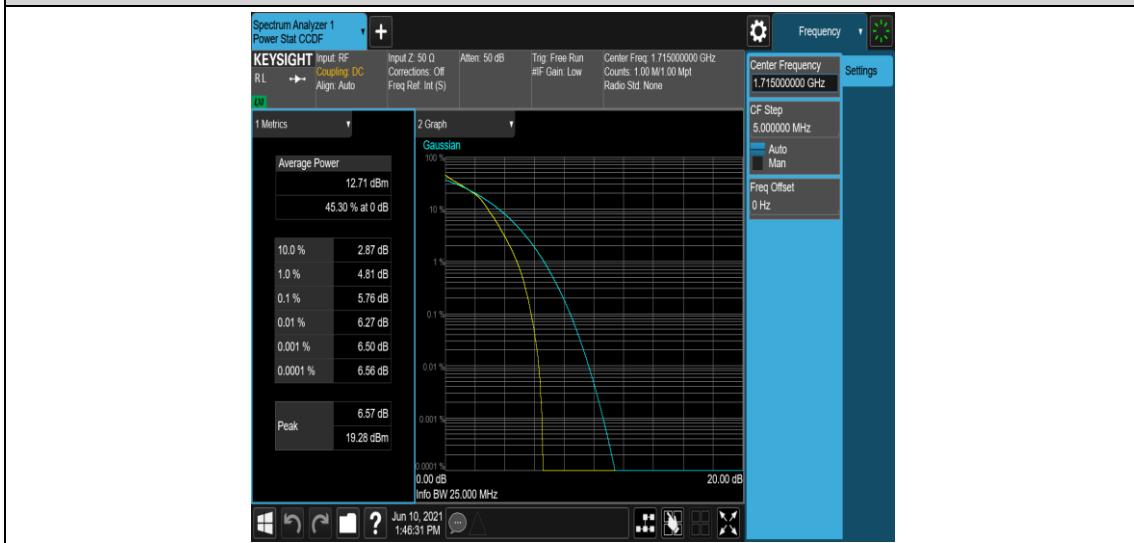 Spectrum Analyzer 1
Power Stat CCDF
Frequency
KEYSIGHT
RL
LXI
Input: RF
Coupling: DC
Align: Auto
Input Z: 50 Ω
Corrections: Off
Freq Ref: Int (S)
Atten: 50 dB
Trig: Free Run
#IF Gain: Low
Center Freq: 1.715000000 GHz
Counts: 1.00 M/1.00 Mpt
Radio Std: None
Center Frequency
1.715000000 GHz
Settings
CF Step
5.000000 MHz
Auto
Man
Freq Offset
0 Hz
1 Metrics
Average Power
12.71 dBm
45.30 % at 0 dB
10.0 % 2.87 dB
1.0 % 4.81 dB
0.1 % 5.76 dB
0.01 % 6.27 dB
0.001 % 6.50 dB
0.0001 % 6.56 dB
Peak
6.57 dB
19.28 dBm
2 Graph
Gaussian
100 %
10 %
1 %
0.1 %
0.01 %
0.001 %
0.0001 %
0.00 dB 20.00 dB
Info BW 25.000 MHz
?
Jun 10, 2021
1:46:31 PM